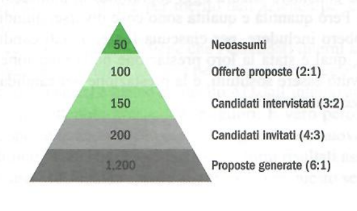 50 Neoassunti
100 Offerte proposte (2:1)
150 Candidati intervistati (3:2)
200 Candidati invitati (4:3)
1,200 Proposte generate (6:1)